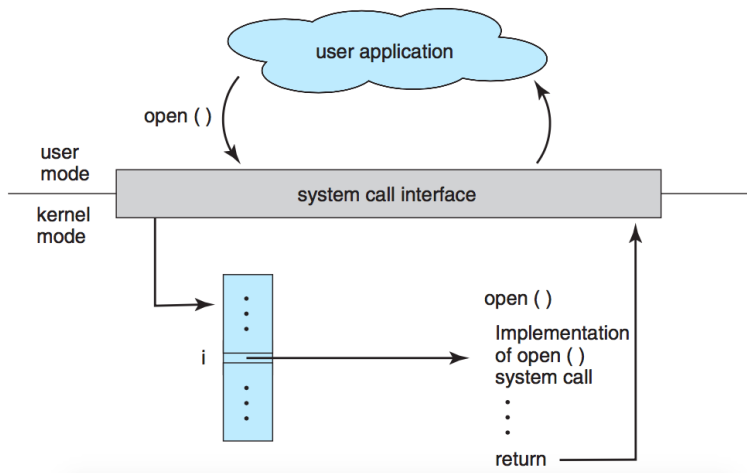 user application
open ( )
user
mode
system call interface
kernel
mode
open ( )
i
Implementation
of open ( )
system call
return